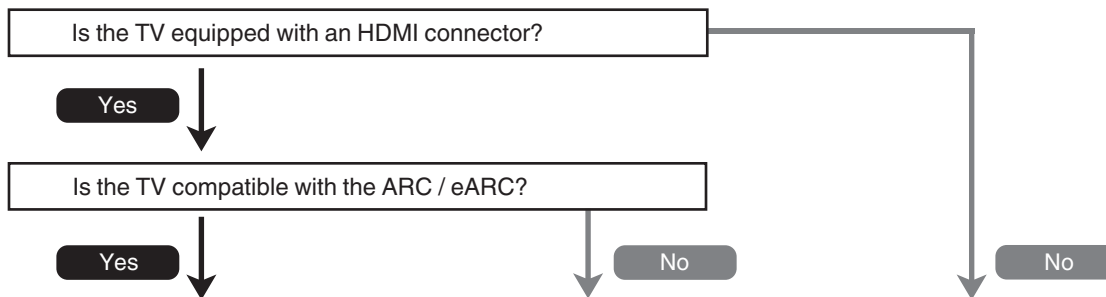 Is the TV equipped with an HDMI connector?
Yes
Is the TV compatible with the ARC / eARC?
Yes
No
No